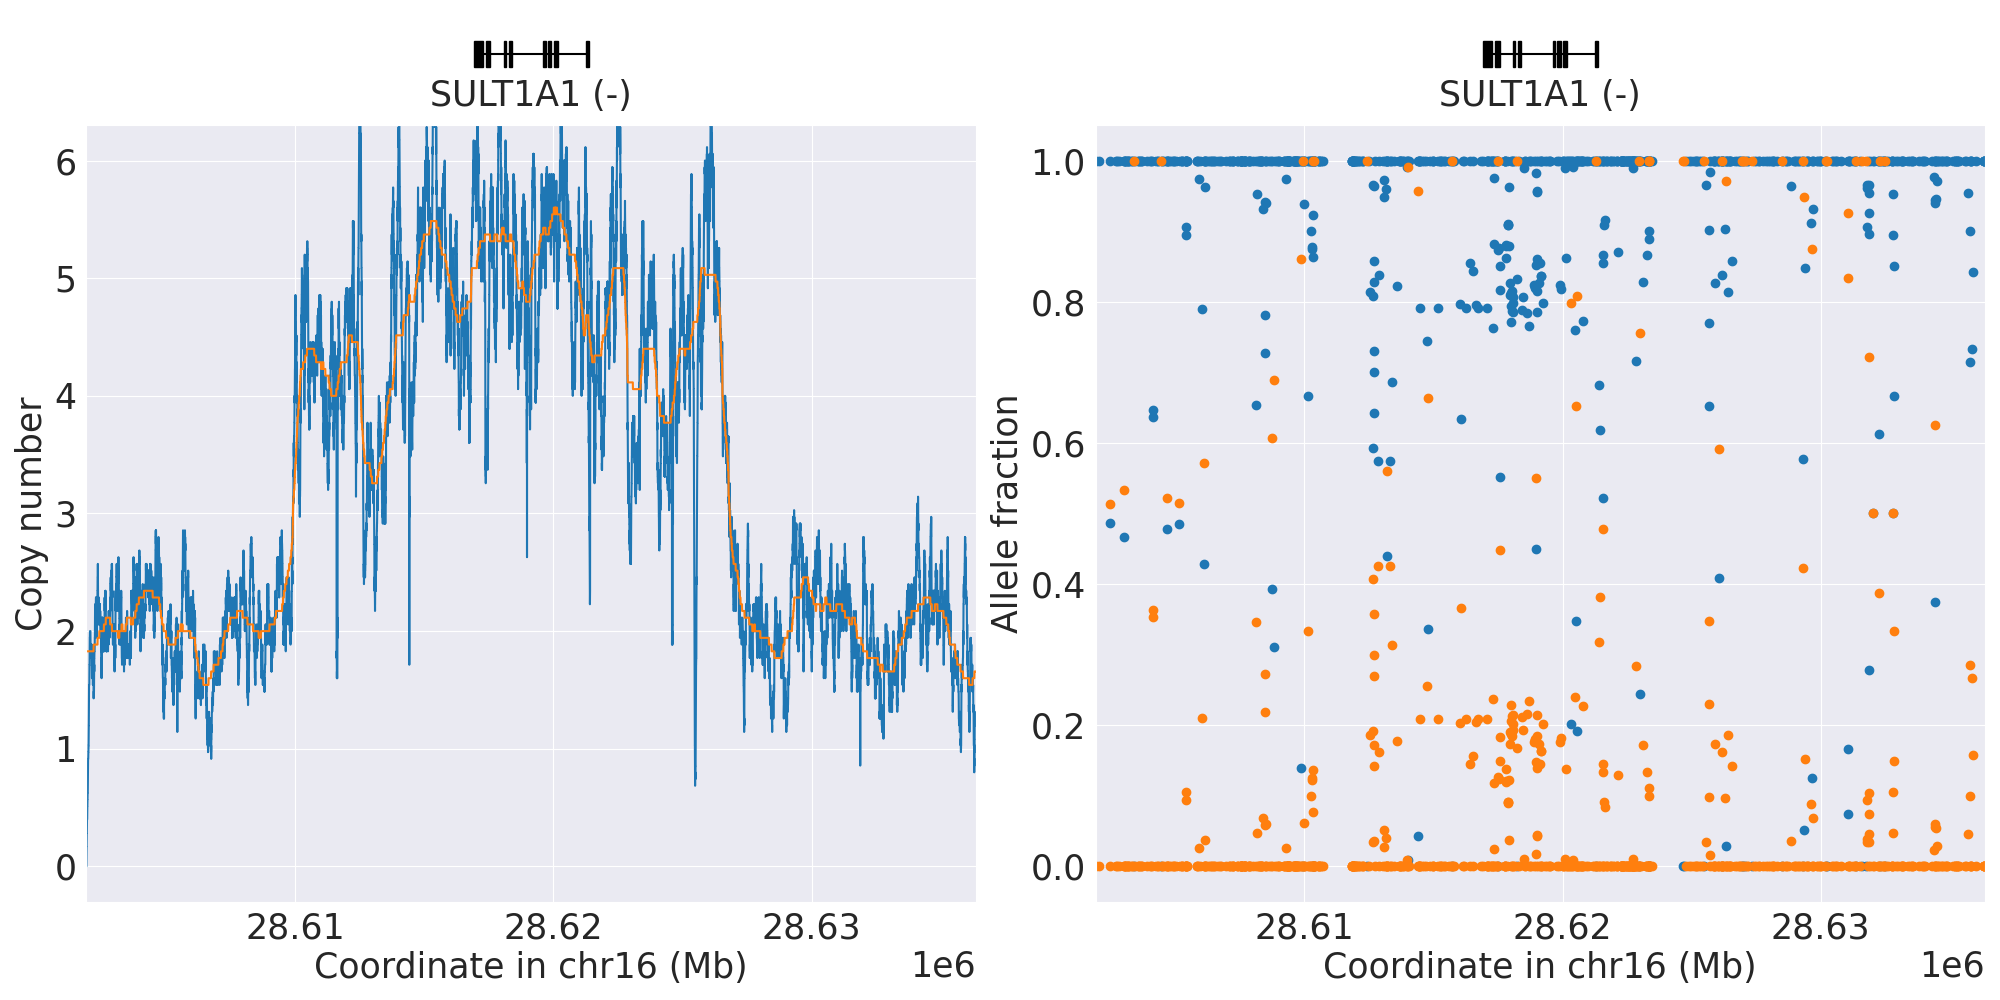 SULT1A1 (-)
6
5
4
3
2
1
0
Copy number
28.61
28.62
28.63
Coordinate in chr16 (Mb)
1e6
SULT1A1 (-)
1.0
0.8
0.6
0.4
0.2
0.0
Allele fraction
28.61
28.62
28.63
Coordinate in chr16 (Mb)
1e6